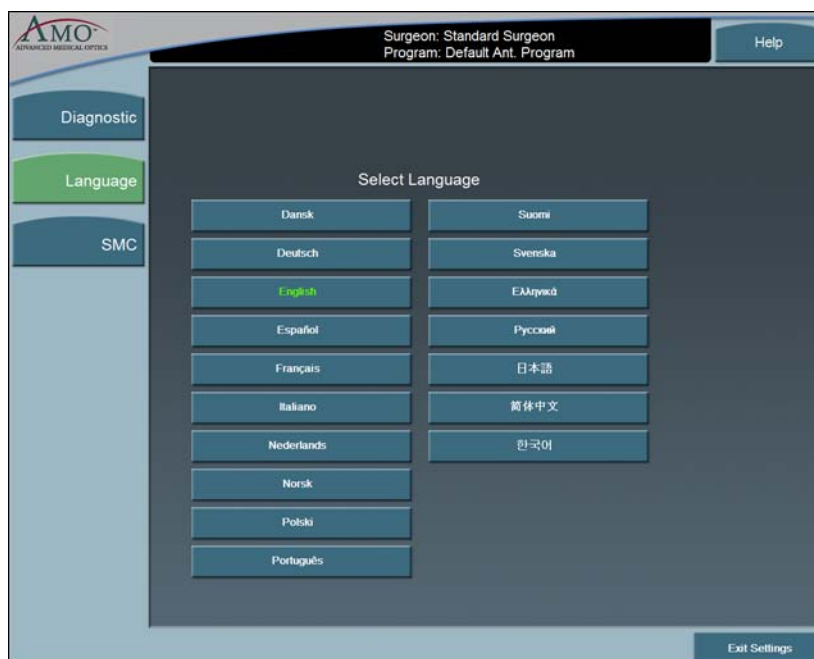 AMO
ADVANCED MEDICAL OPTICS
Surgeon: Standard Surgeon
Program: Default Ant. Program
Help
Diagnostic
Language
SMC
Select Language
Dansk
Deutsch
English
Español
Français
Italiano
Nederlands
Norsk
Polski
Português
Suomi
Svenska
Ελληνικά
Русский
日本語
简体中文
한국어
Exit Settings